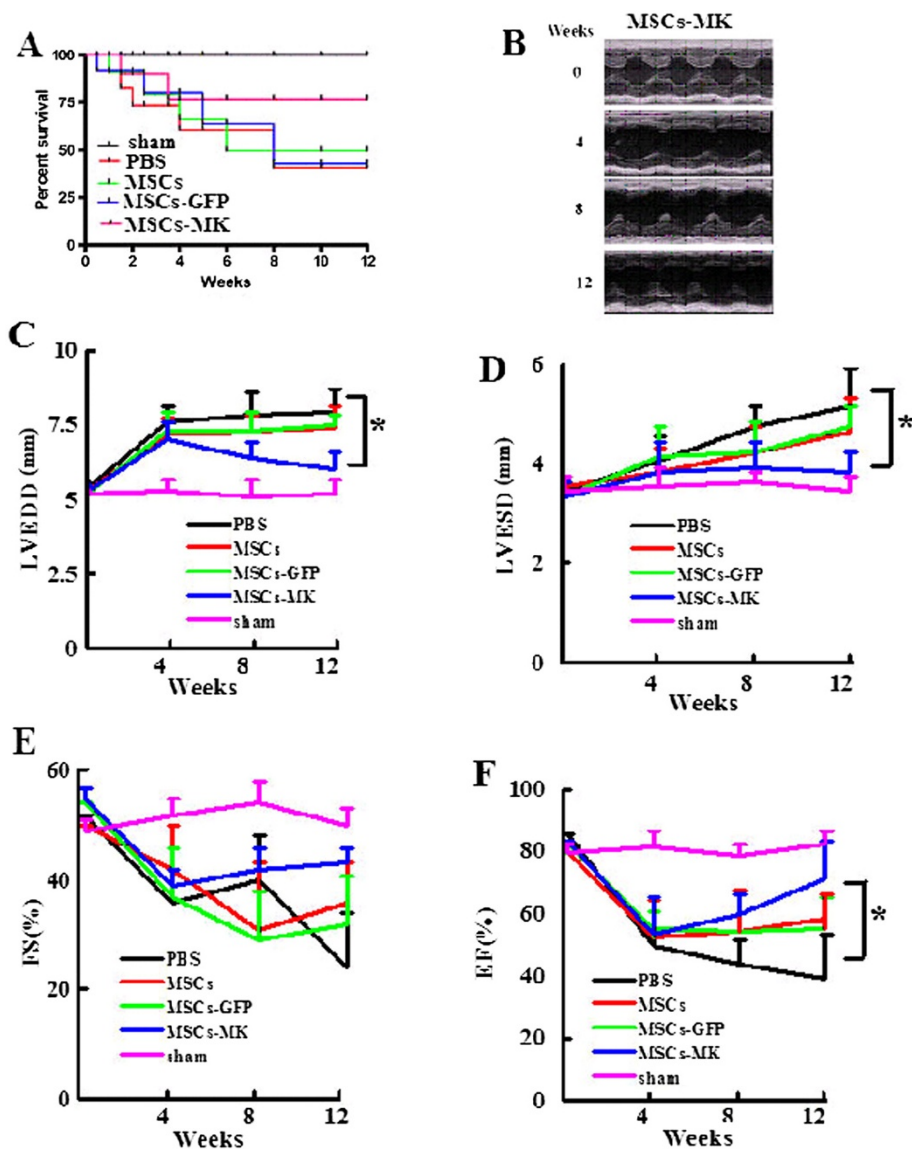 A
100
75
50
25
0
Percent survival
sham
PBS
MSCs
MSCs-GFP
MSCs-MK
0 2 4 6 8 10 12
Weeks
B
Weeks MSCs-MK
0
4
8
12
C
10
7.5
5
2.5
0
LVEDD (mm)
*
PBS
MSCs
MSCs-GFP
MSCs-MK
sham
4 8 12
Weeks
D
6
4
2
0
LVESD (mm)
*
PBS
MSCs
MSCs-GFP
MSCs-MK
sham
4 8 12
Weeks
E
60
40
20
0
FS(%)
PBS
MSCs
MSCs-GFP
MSCs-MK
sham
4 8 12
Weeks
F
100
80
60
40
20
0
EF(%)
*
PBS
MSCs
MSCs-GFP
MSCs-MK
sham
4 8 12
Weeks